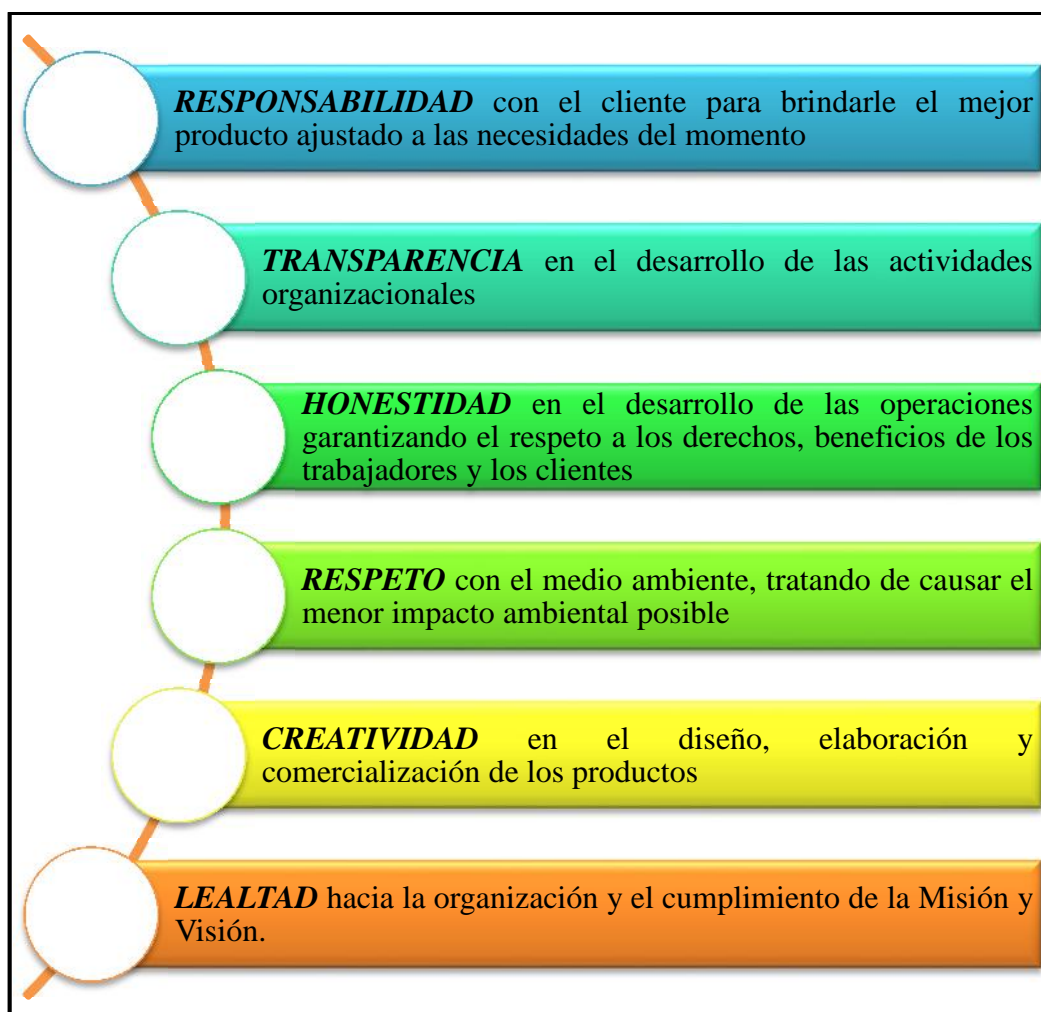 RESPONSABILIDAD con el cliente para brindarle el mejor
producto ajustado a las necesidades del momento
TRANSPARENCIA en el desarrollo de las actividades
organizacionales
HONESTIDAD en el desarrollo de las operaciones
garantizando el respeto a los derechos, beneficios de los
trabajadores y los clientes
RESPETO con el medio ambiente, tratando de causar el
menor impacto ambiental posible
CREATIVIDAD en el diseño, elaboración y
comercialización de los productos
LEALTAD hacia la organización y el cumplimiento de la Misión y
Visión.